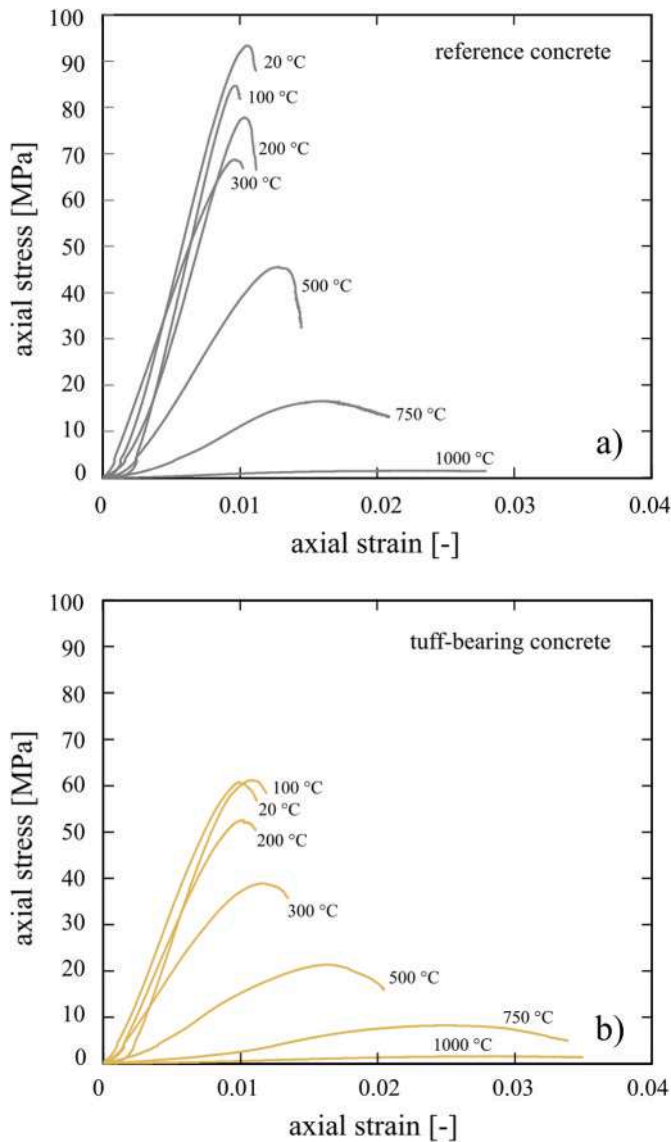 100
reference concrete
90
20 °C
100 °C
80
200 °C
70
300 °C
60
50
500 °C
40
30
20
750 °C
10
1000 °C
a)
0
0 0.01 0.02 0.03 0.04
axial stress [MPa]
axial strain [-]
100
tuff-bearing concrete
90
80
70
60
100 °C
20 °C
50
200 °C
40
300 °C
30
20
500 °C
10
750 °C
1000 °C
b)
0
0 0.01 0.02 0.03 0.04
axial stress [MPa]
axial strain [-]